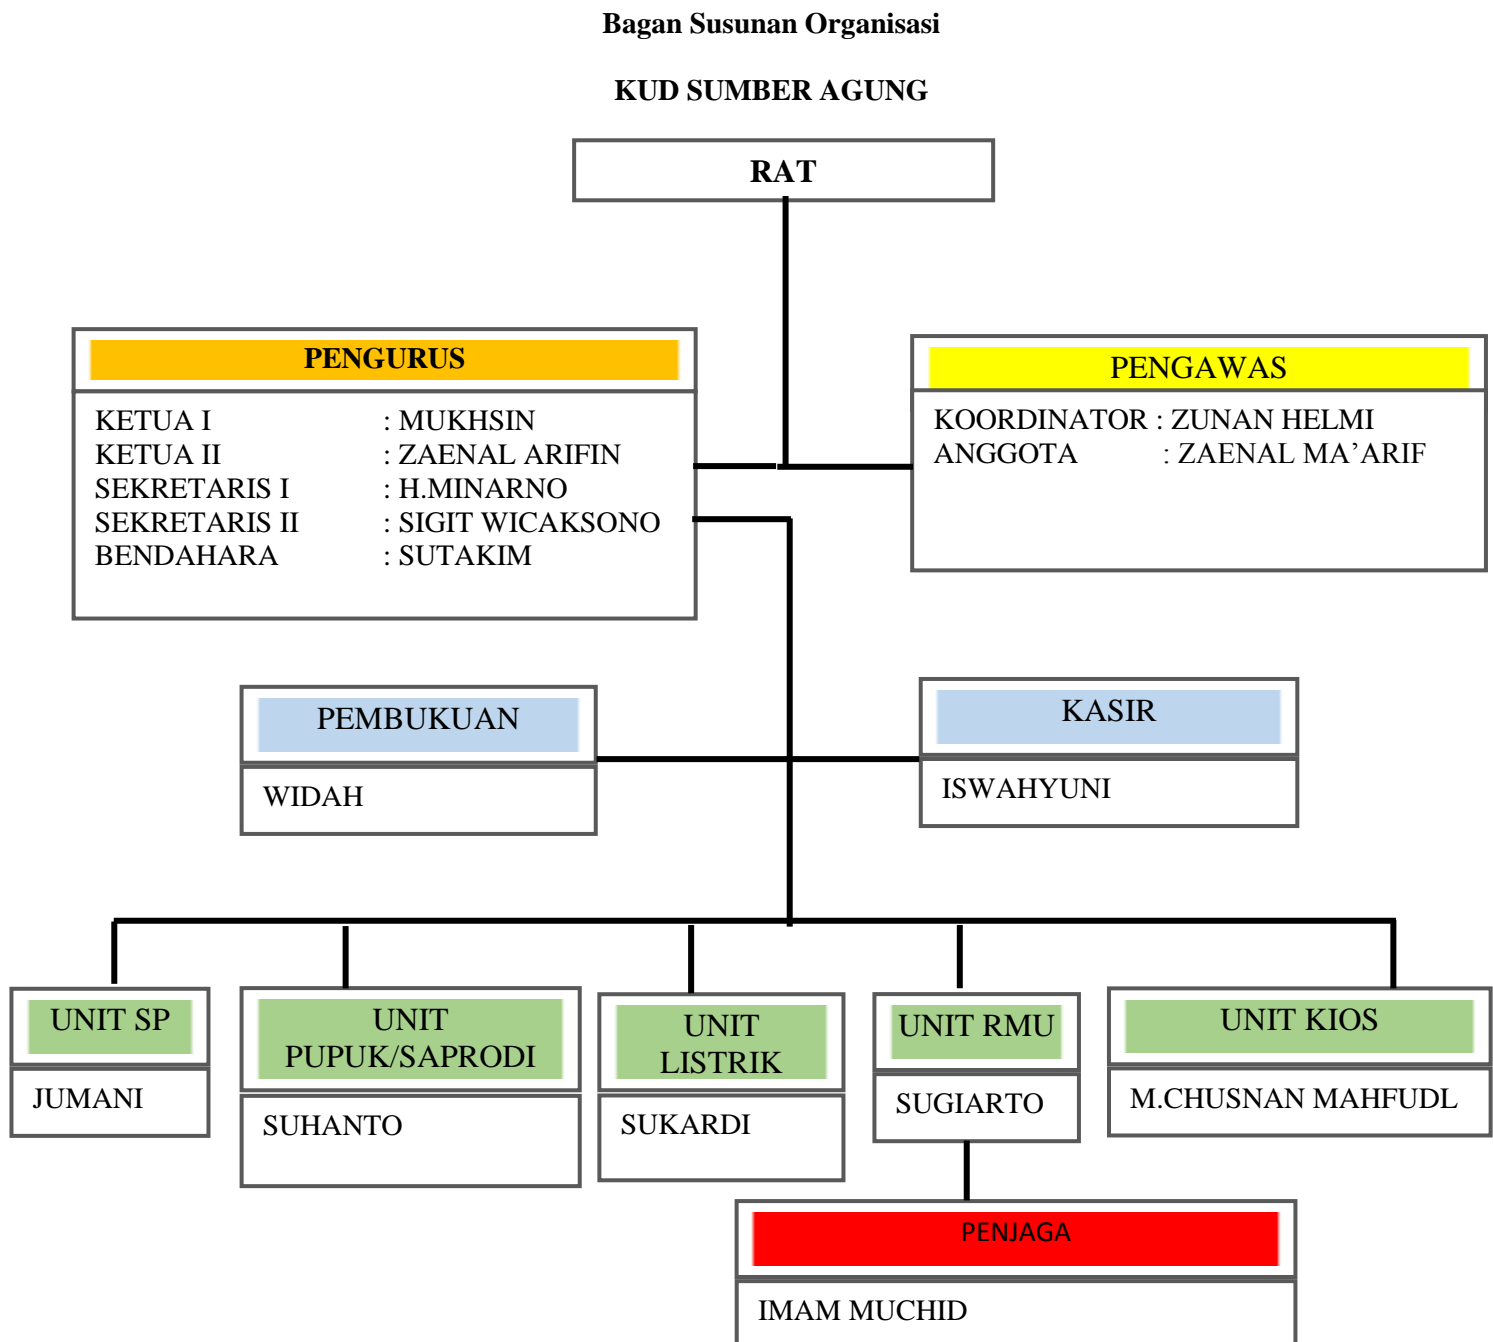 Bagan Susunan Organisasi
KUD SUMBER AGUNG
RAT
PENGURUS
KETUA I : MUKHSIN
KETUA II : ZAENAL ARIFIN
SEKRETARIS I : H.MINARNO
SEKRETARIS II : SIGIT WICAKSONO
BENDAHARA : SUTAKIM
PENGAWAS
KOORDINATOR : ZUNAN HELMI
ANGGOTA : ZAENAL MA’ARIF
PEMBUKUAN
WIDAH
KASIR
ISWAHYUNI
UNIT SP
JUMANI
UNIT
PUPUK/SAPRODI
SUHANTO
UNIT
LISTRIK
SUKARDI
UNIT RMU
SUGIARTO
UNIT KIOS
M.CHUSNAN MAHFUDL
PENJAGA
IMAM MUCHID